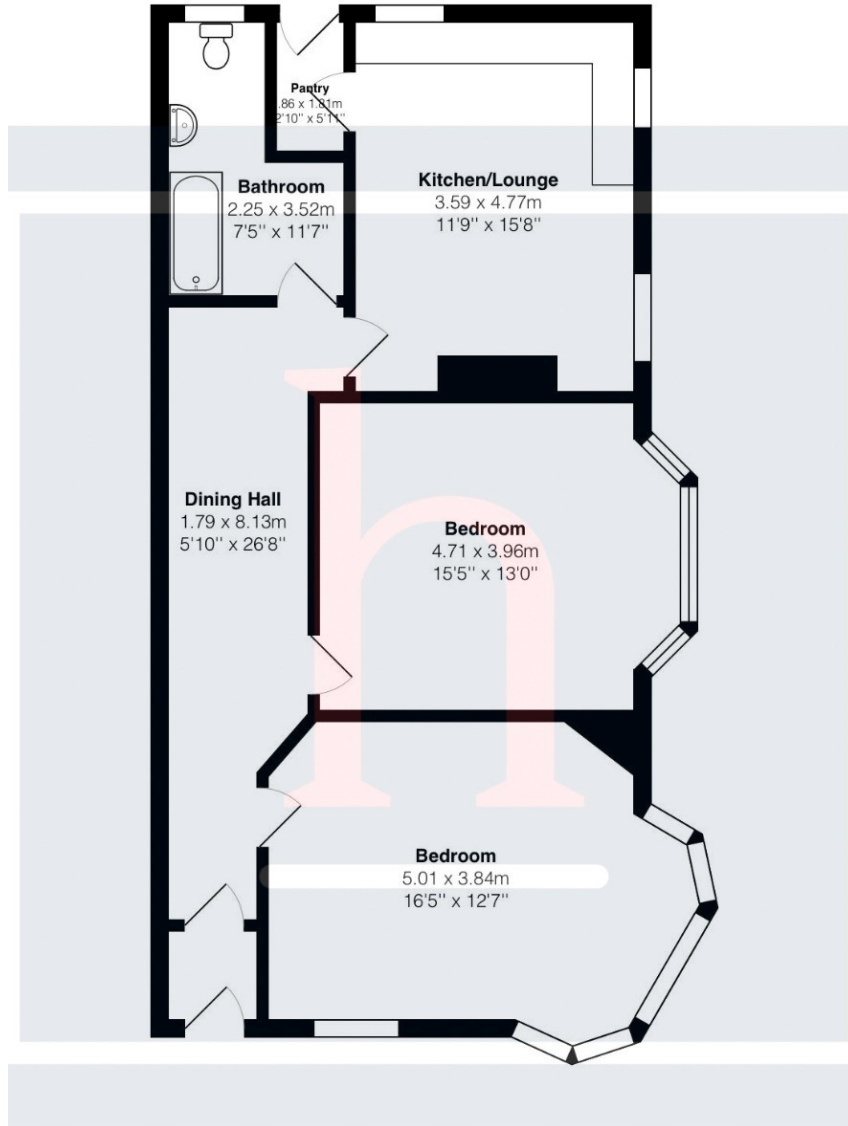 Pantry
.86 x 1.81m
2'10" x 5'11"
Bathroom
2.25 x 3.52m
7'5" x 11'7"
Kitchen/Lounge
3.59 x 4.77m
11'9" x 15'8"
Dining Hall
1.79 x 8.13m
5'10" x 26'8"
Bedroom
4.71 x 3.96m
15'5" x 13'0"
Bedroom
5.01 x 3.84m
16'5" x 12'7"
h